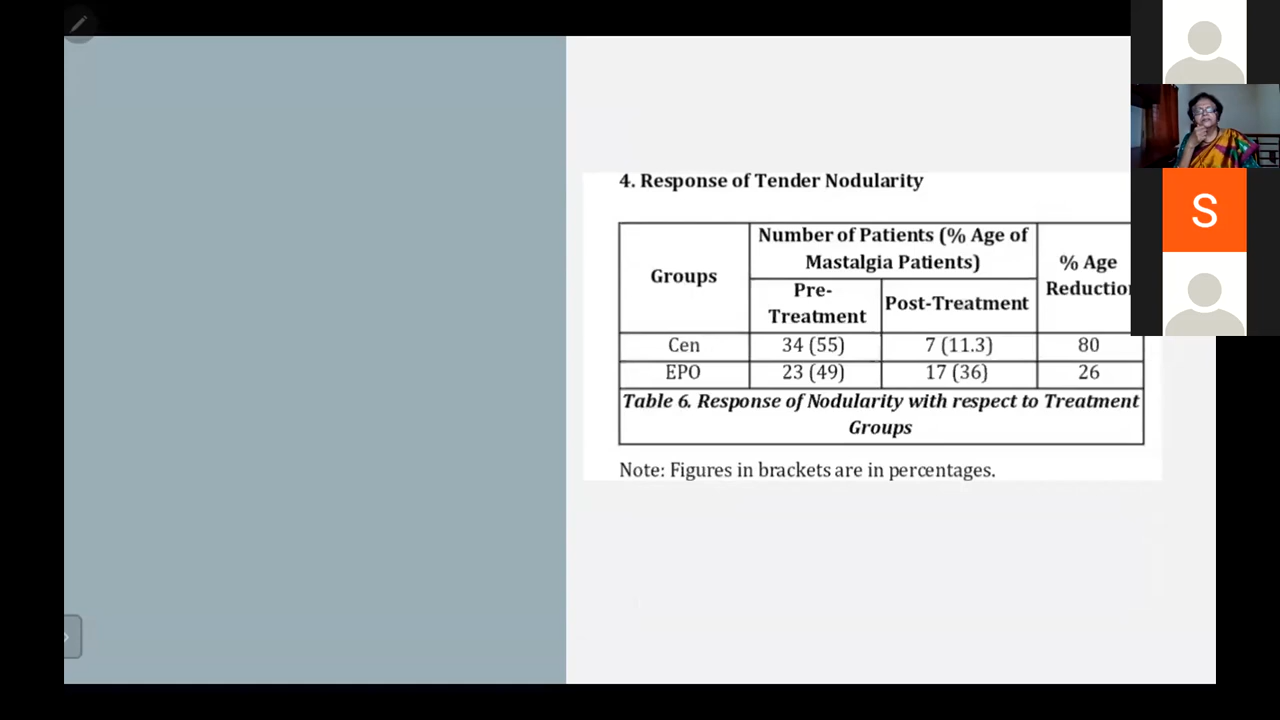 4. Response of Tender Nodularity
Groups
Number of Patients (% Age of
Mastalgia Patients)
% Age
Reduction
Pre-
Treatment
Post-Treatment
Cen 34 (55) 7 (11.3) 80
EPO 23 (49) 17 (36) 26
Table 6. Response of Nodularity with respect to Treatment
Groups
Note: Figures in brackets are in percentages.
S